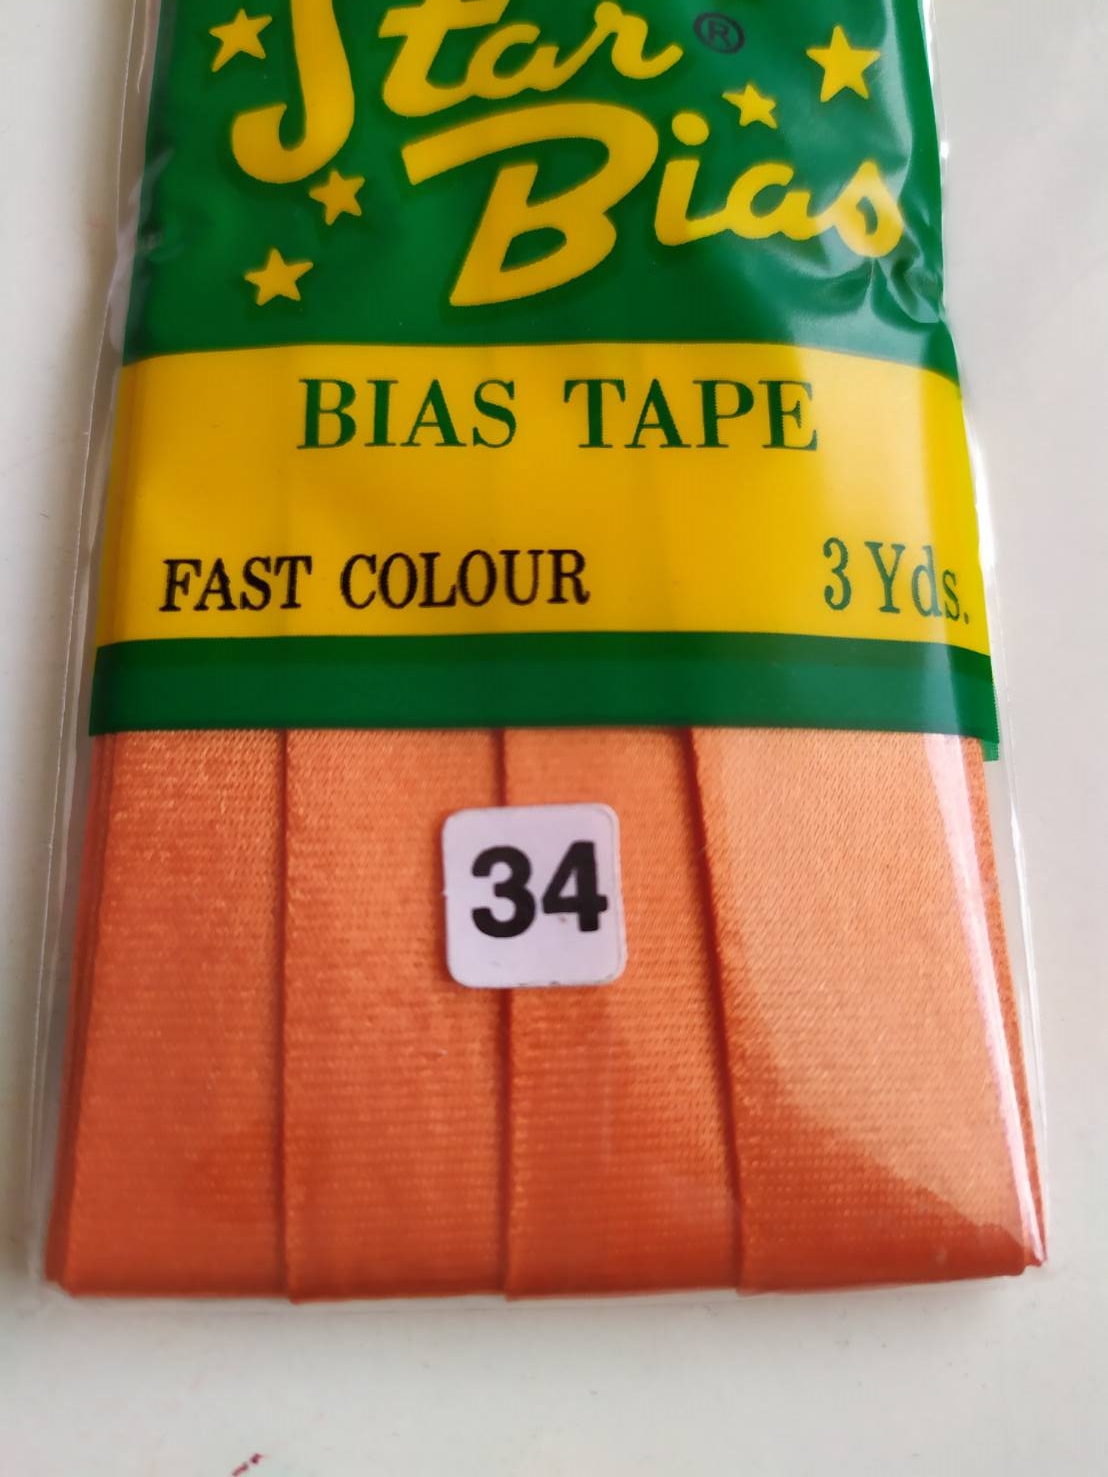 Star ®
Bias
BIAS TAPE
FAST COLOUR 3 Yds.
34